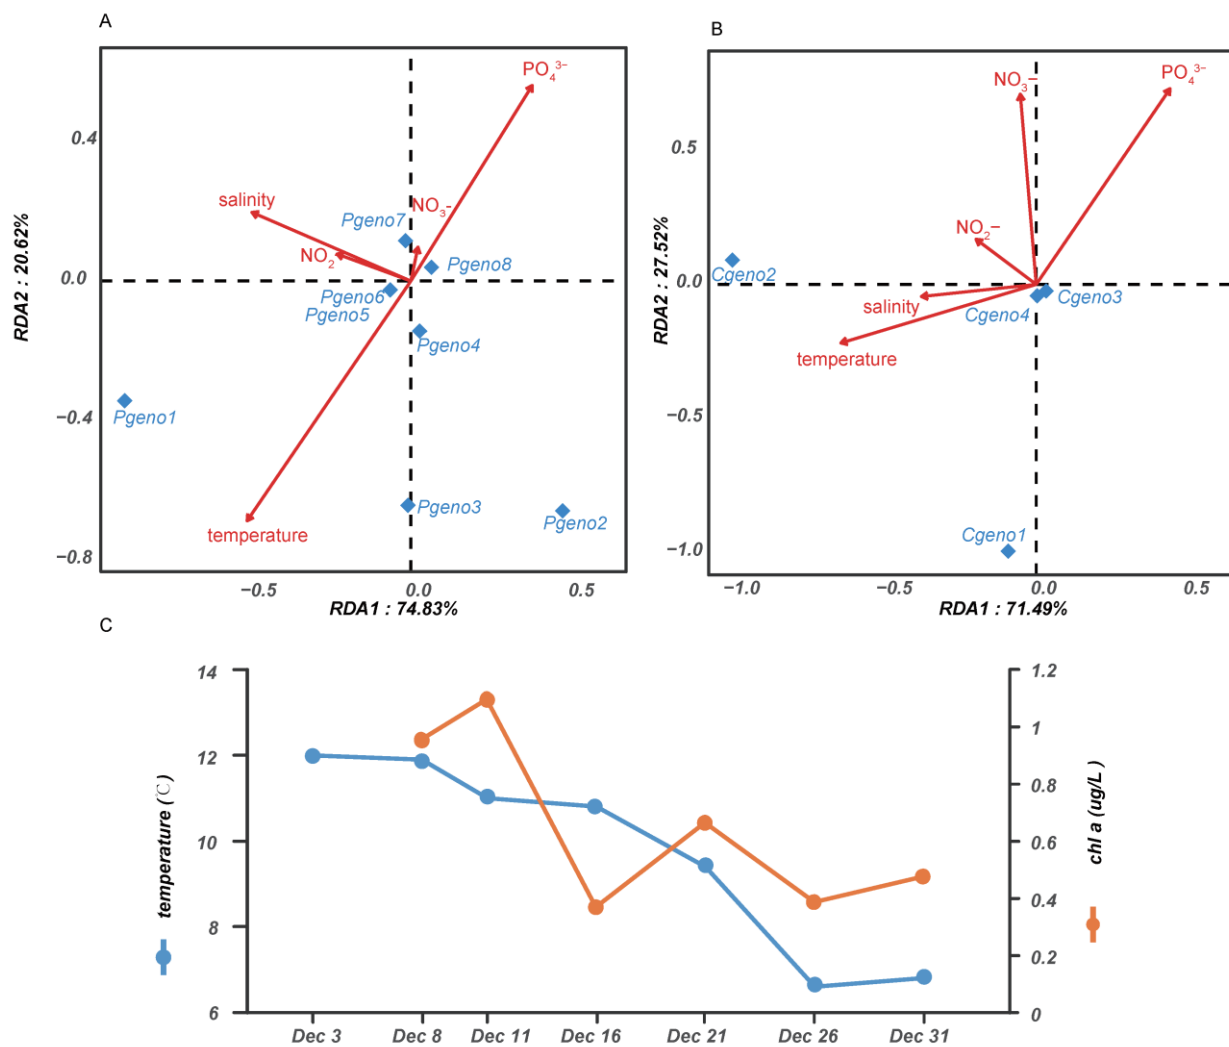 A
PO₄³⁻
0.4
salinity
NO₃-
Pgeno7
NO₂
Pgeno8
0.0
Pgeno6
Pgeno5
Pgeno4
−0.4
Pgeno1
Pgeno3
Pgeno2
temperature
−0.8
−0.5
0.0
0.5
RDA1 : 74.83%
RDA2 : 20.62%
B
NO₃−
PO₄³⁻
0.5
NO₂−
Cgeno2
0.0
salinity
Cgeno3
Cgeno4
temperature
−0.5
Cgeno1
−1.0
−1.0
−0.5
0.0
0.5
RDA1 : 71.49%
RDA2 : 27.52%
C
14
12
10
8
6
temperature (℃)
1.2
1
0.8
0.6
0.4
0.2
0
chl a (ug/L )
Dec 3
Dec 8
Dec 11
Dec 16
Dec 21
Dec 26
Dec 31